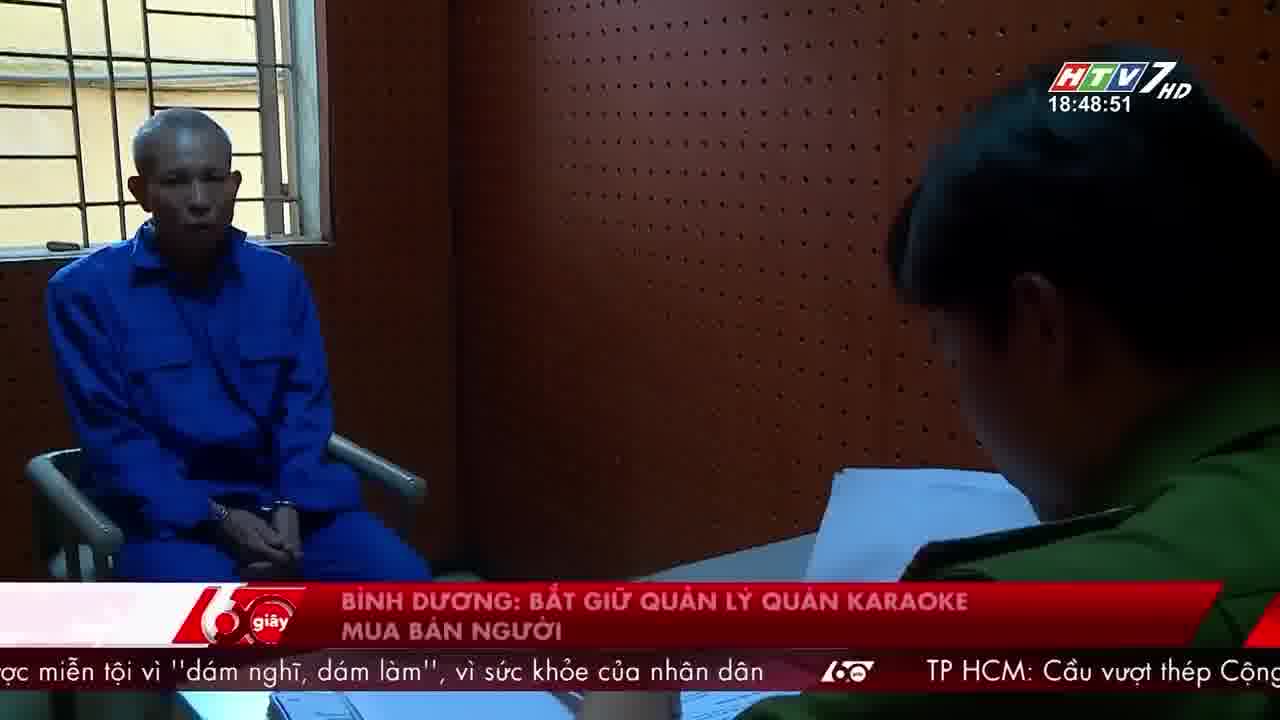 HTV7 HD
18:48:51
60 giây
BÌNH DƯƠNG: BẮT GIỮ QUẢN LÝ QUÁN KARAOKE
MUA BÁN NGƯỜI
ợc miễn tội vì "dám nghĩ, dám làm", vì sức khỏe của nhân dân
60 giây
TP HCM: Cầu vượt thép Cộng